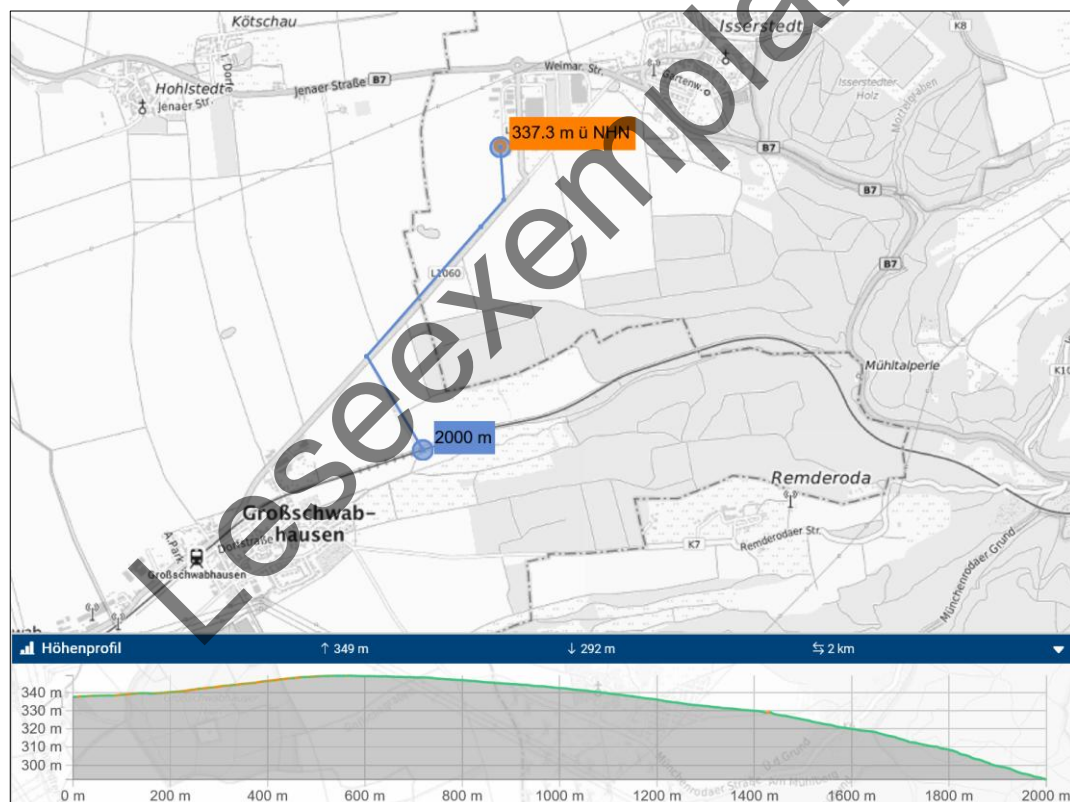 Kötschau
Isserstedt
K8
Weimar. Str.
Gartenw.
Isserstedter
Holz
Hohlstedt
Jenaer Str.
Jenaer Straße
B7
337.3 m ü NHN
B7
B7
B7
L1060
Mühltalperle
2000 m
Remderoda
Großschwab-
hausen
A.Park
Dorfstraße
Großschwabhausen
K7
Remderodaer Str.
Münchenrodaer Grund
Leseexemplar
Höhenprofil
↑ 349 m
↓ 292 m
⇆ 2 km
340 m
330 m
320 m
310 m
300 m
0 m
200 m
400 m
600 m
800 m
1000 m
1200 m
1400 m
1600 m
1800 m
2000 m